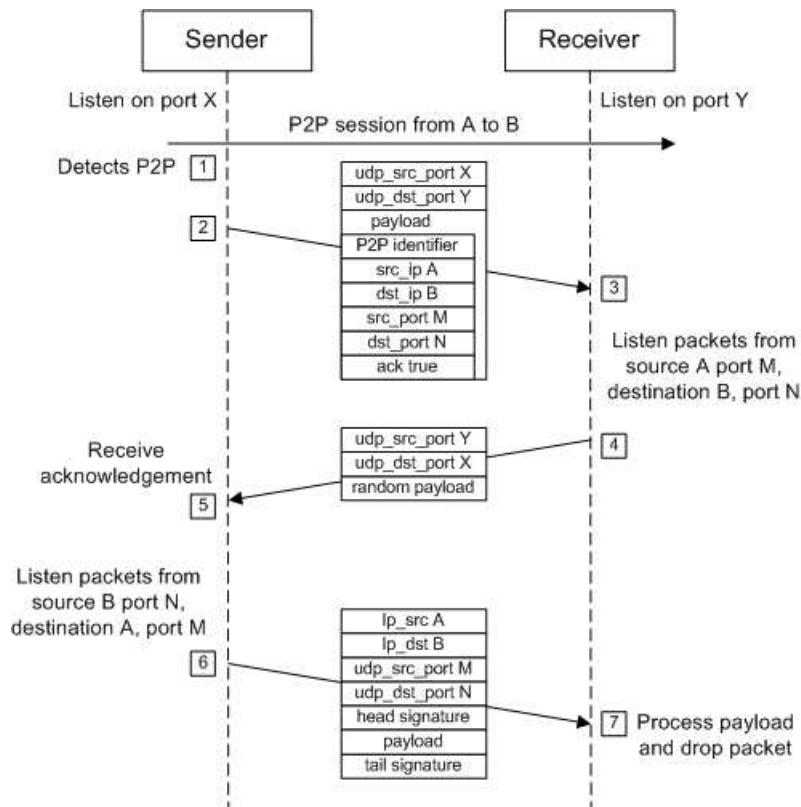 Sender
Receiver
Listen on port X
Listen on port Y
P2P session from A to B
Detects P2P
1
udp_src_port X
udp_dst_port Y
payload
2
P2P identifier
src_ip A
dst_ip B
3
src_port M
dst_port N
ack true
Listen packets from
source A port M,
destination B, port N
udp_src_port Y
4
udp_dst_port X
random payload
Receive
acknowledgement
5
Listen packets from
source B port N,
destination A, port M
Ip_src A
Ip_dst B
6
udp_src_port M
udp_dst_port N
head signature
payload
tail signature
7
Process payload
and drop packet